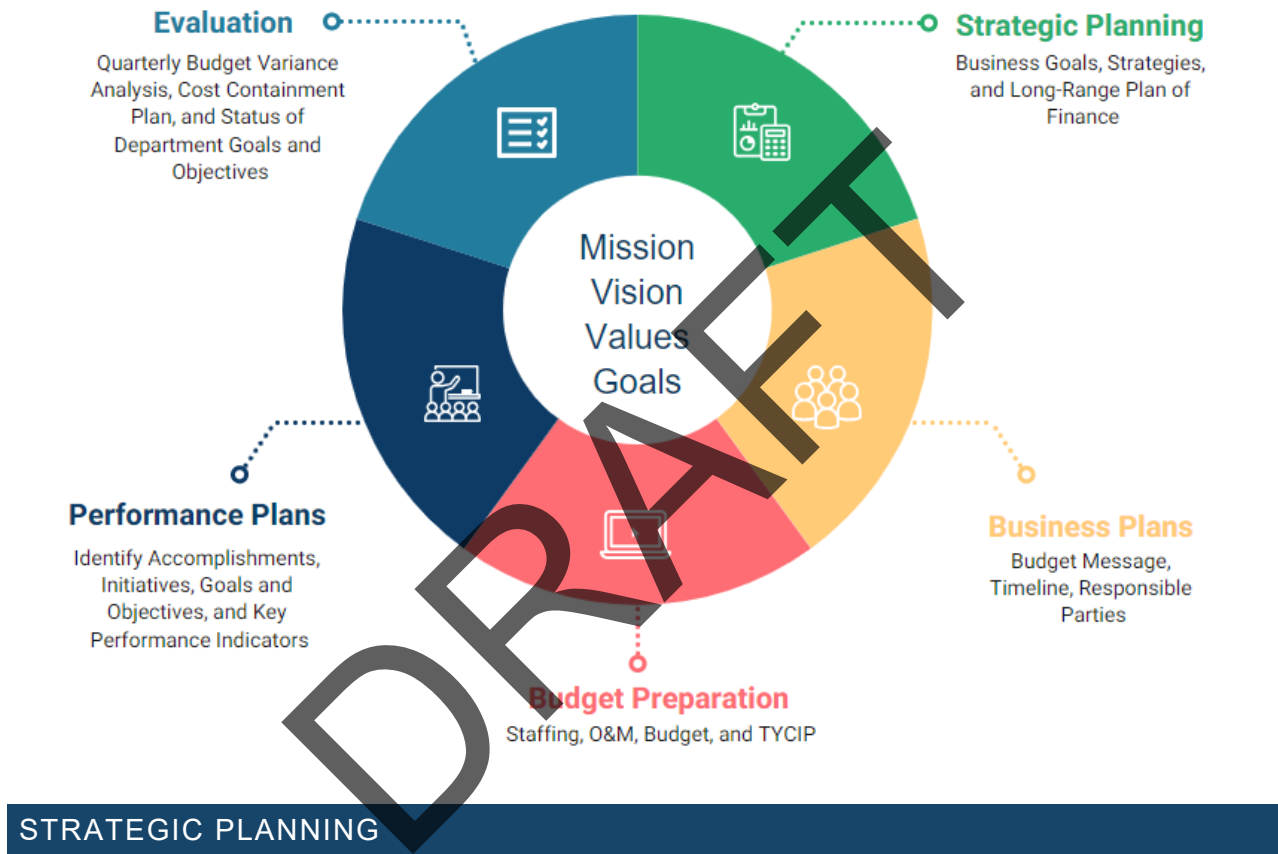 Evaluation
Quarterly Budget Variance
Analysis, Cost Containment
Plan, and Status of
Department Goals and
Objectives
Strategic Planning
Business Goals, Strategies,
and Long-Range Plan of
Finance
Mission
Vision
Values
Goals
Performance Plans
Identify Accomplishments,
Initiatives, Goals and
Objectives, and Key
Performance Indicators
Business Plans
Budget Message,
Timeline, Responsible
Parties
Budget Preparation
Staffing, O&M, Budget, and TYCIP
DRAFT
STRATEGIC PLANNING